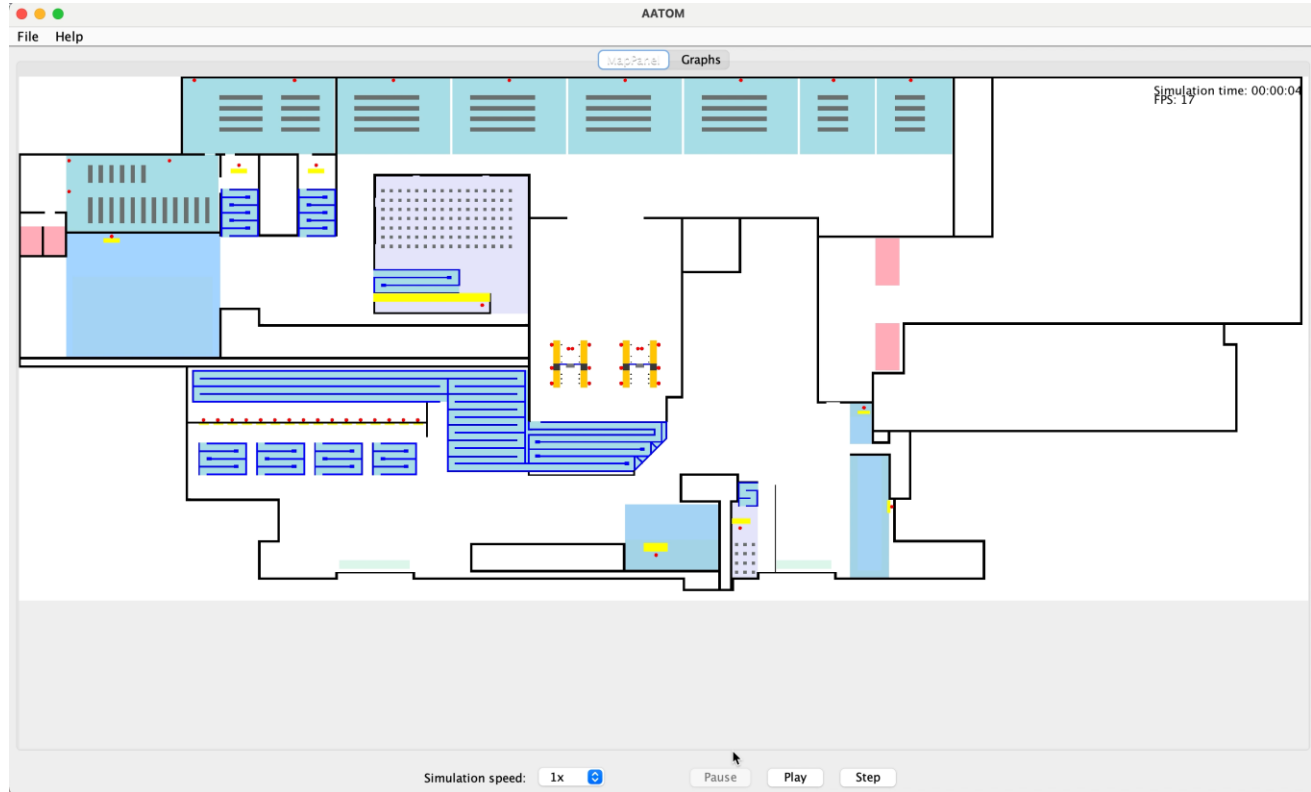 AATOM
File Help
MapPanel Graphs
Simulation time: 00:00:04
FPS: 17
Simulation speed: 1x Pause Play Step